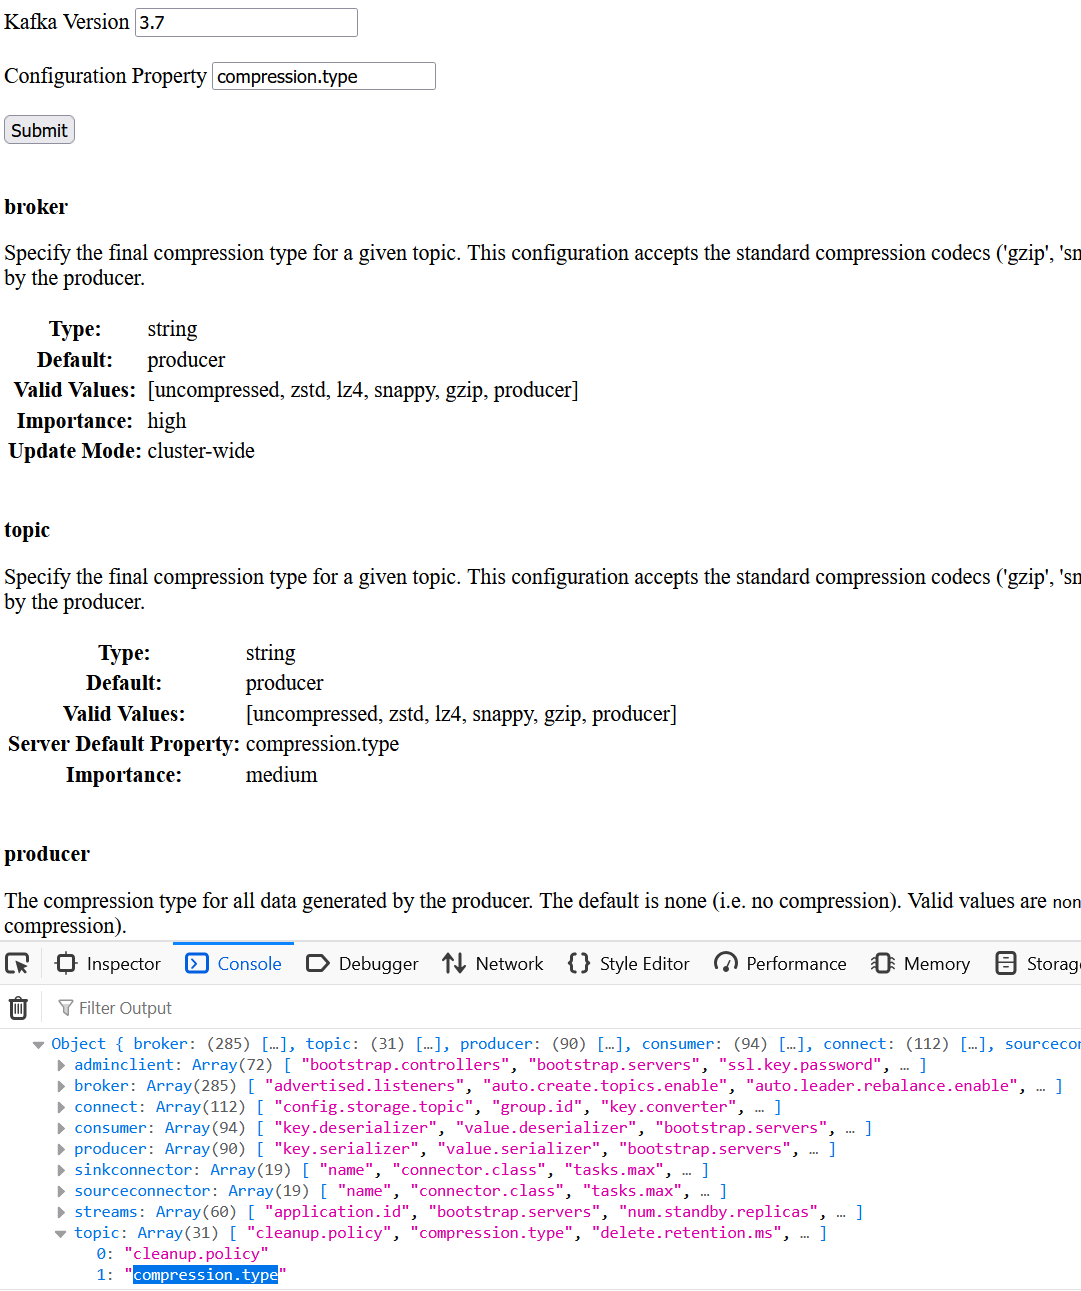 Kafka Version 3.7
Configuration Property compression.type
Submit
broker
Specify the final compression type for a given topic. This configuration accepts the standard compression codecs ('gzip', 'sn
by the producer.
Type: string
Default: producer
Valid Values: [uncompressed, zstd, lz4, snappy, gzip, producer]
Importance: high
Update Mode: cluster-wide
topic
Specify the final compression type for a given topic. This configuration accepts the standard compression codecs ('gzip', 'sn
by the producer.
Type: string
Default: producer
Valid Values: [uncompressed, zstd, lz4, snappy, gzip, producer]
Server Default Property: compression.type
Importance: medium
producer
The compression type for all data generated by the producer. The default is none (i.e. no compression). Valid values are non
compression).
Inspector Console Debugger Network Style Editor Performance Memory Storag
Filter Output
Object { broker: (285) […], topic: (31) […], producer: (90) […], consumer: (94) […], connect: (112) […], sourcecon
adminclient: Array(72) [ "bootstrap.controllers", "bootstrap.servers", "ssl.key.password", … ]
broker: Array(285) [ "advertised.listeners", "auto.create.topics.enable", "auto.leader.rebalance.enable", … ]
connect: Array(112) [ "config.storage.topic", "group.id", "key.converter", … ]
consumer: Array(94) [ "key.deserializer", "value.deserializer", "bootstrap.servers", … ]
producer: Array(90) [ "key.serializer", "value.serializer", "bootstrap.servers", … ]
sinkconnector: Array(19) [ "name", "connector.class", "tasks.max", … ]
sourceconnector: Array(19) [ "name", "connector.class", "tasks.max", … ]
streams: Array(60) [ "application.id", "bootstrap.servers", "num.standby.replicas", … ]
topic: Array(31) [ "cleanup.policy", "compression.type", "delete.retention.ms", … ]
0: "cleanup.policy"
1: "compression.type"